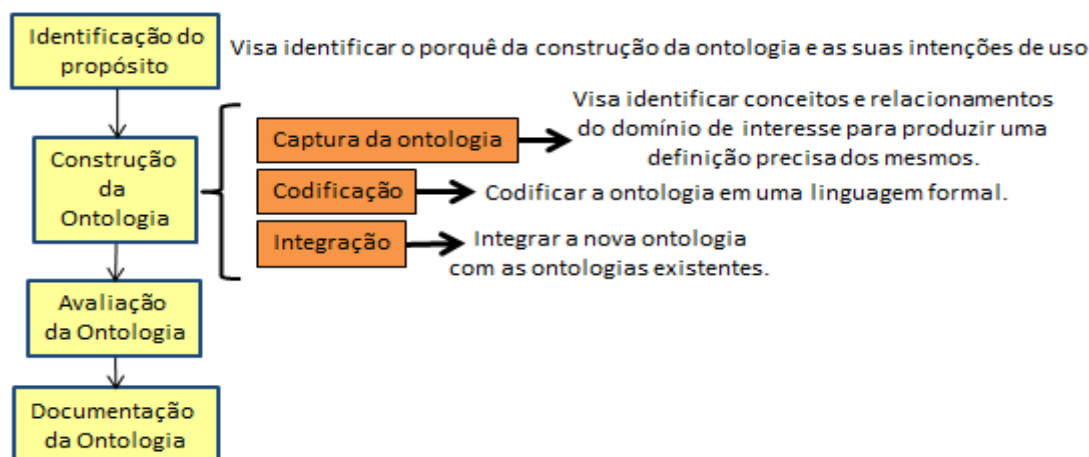 Identificação do
propósito
Visa identificar o porquê da construção da ontologia e as suas intenções de uso
Construção
da
Ontologia
Captura da ontologia
Visa identificar conceitos e relacionamentos
do domínio de interesse para produzir uma
definição precisa dos mesmos.
Codificação
Codificar a ontologia em uma linguagem formal.
Integração
Integrar a nova ontologia
com as ontologias existentes.
Avaliação
da Ontologia
Documentação
da Ontologia